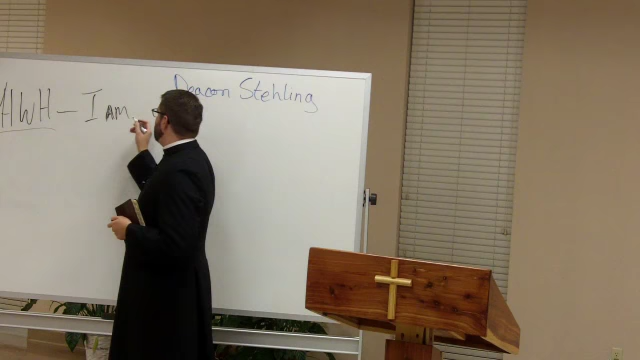 Deacon Stehling
HWH – I am